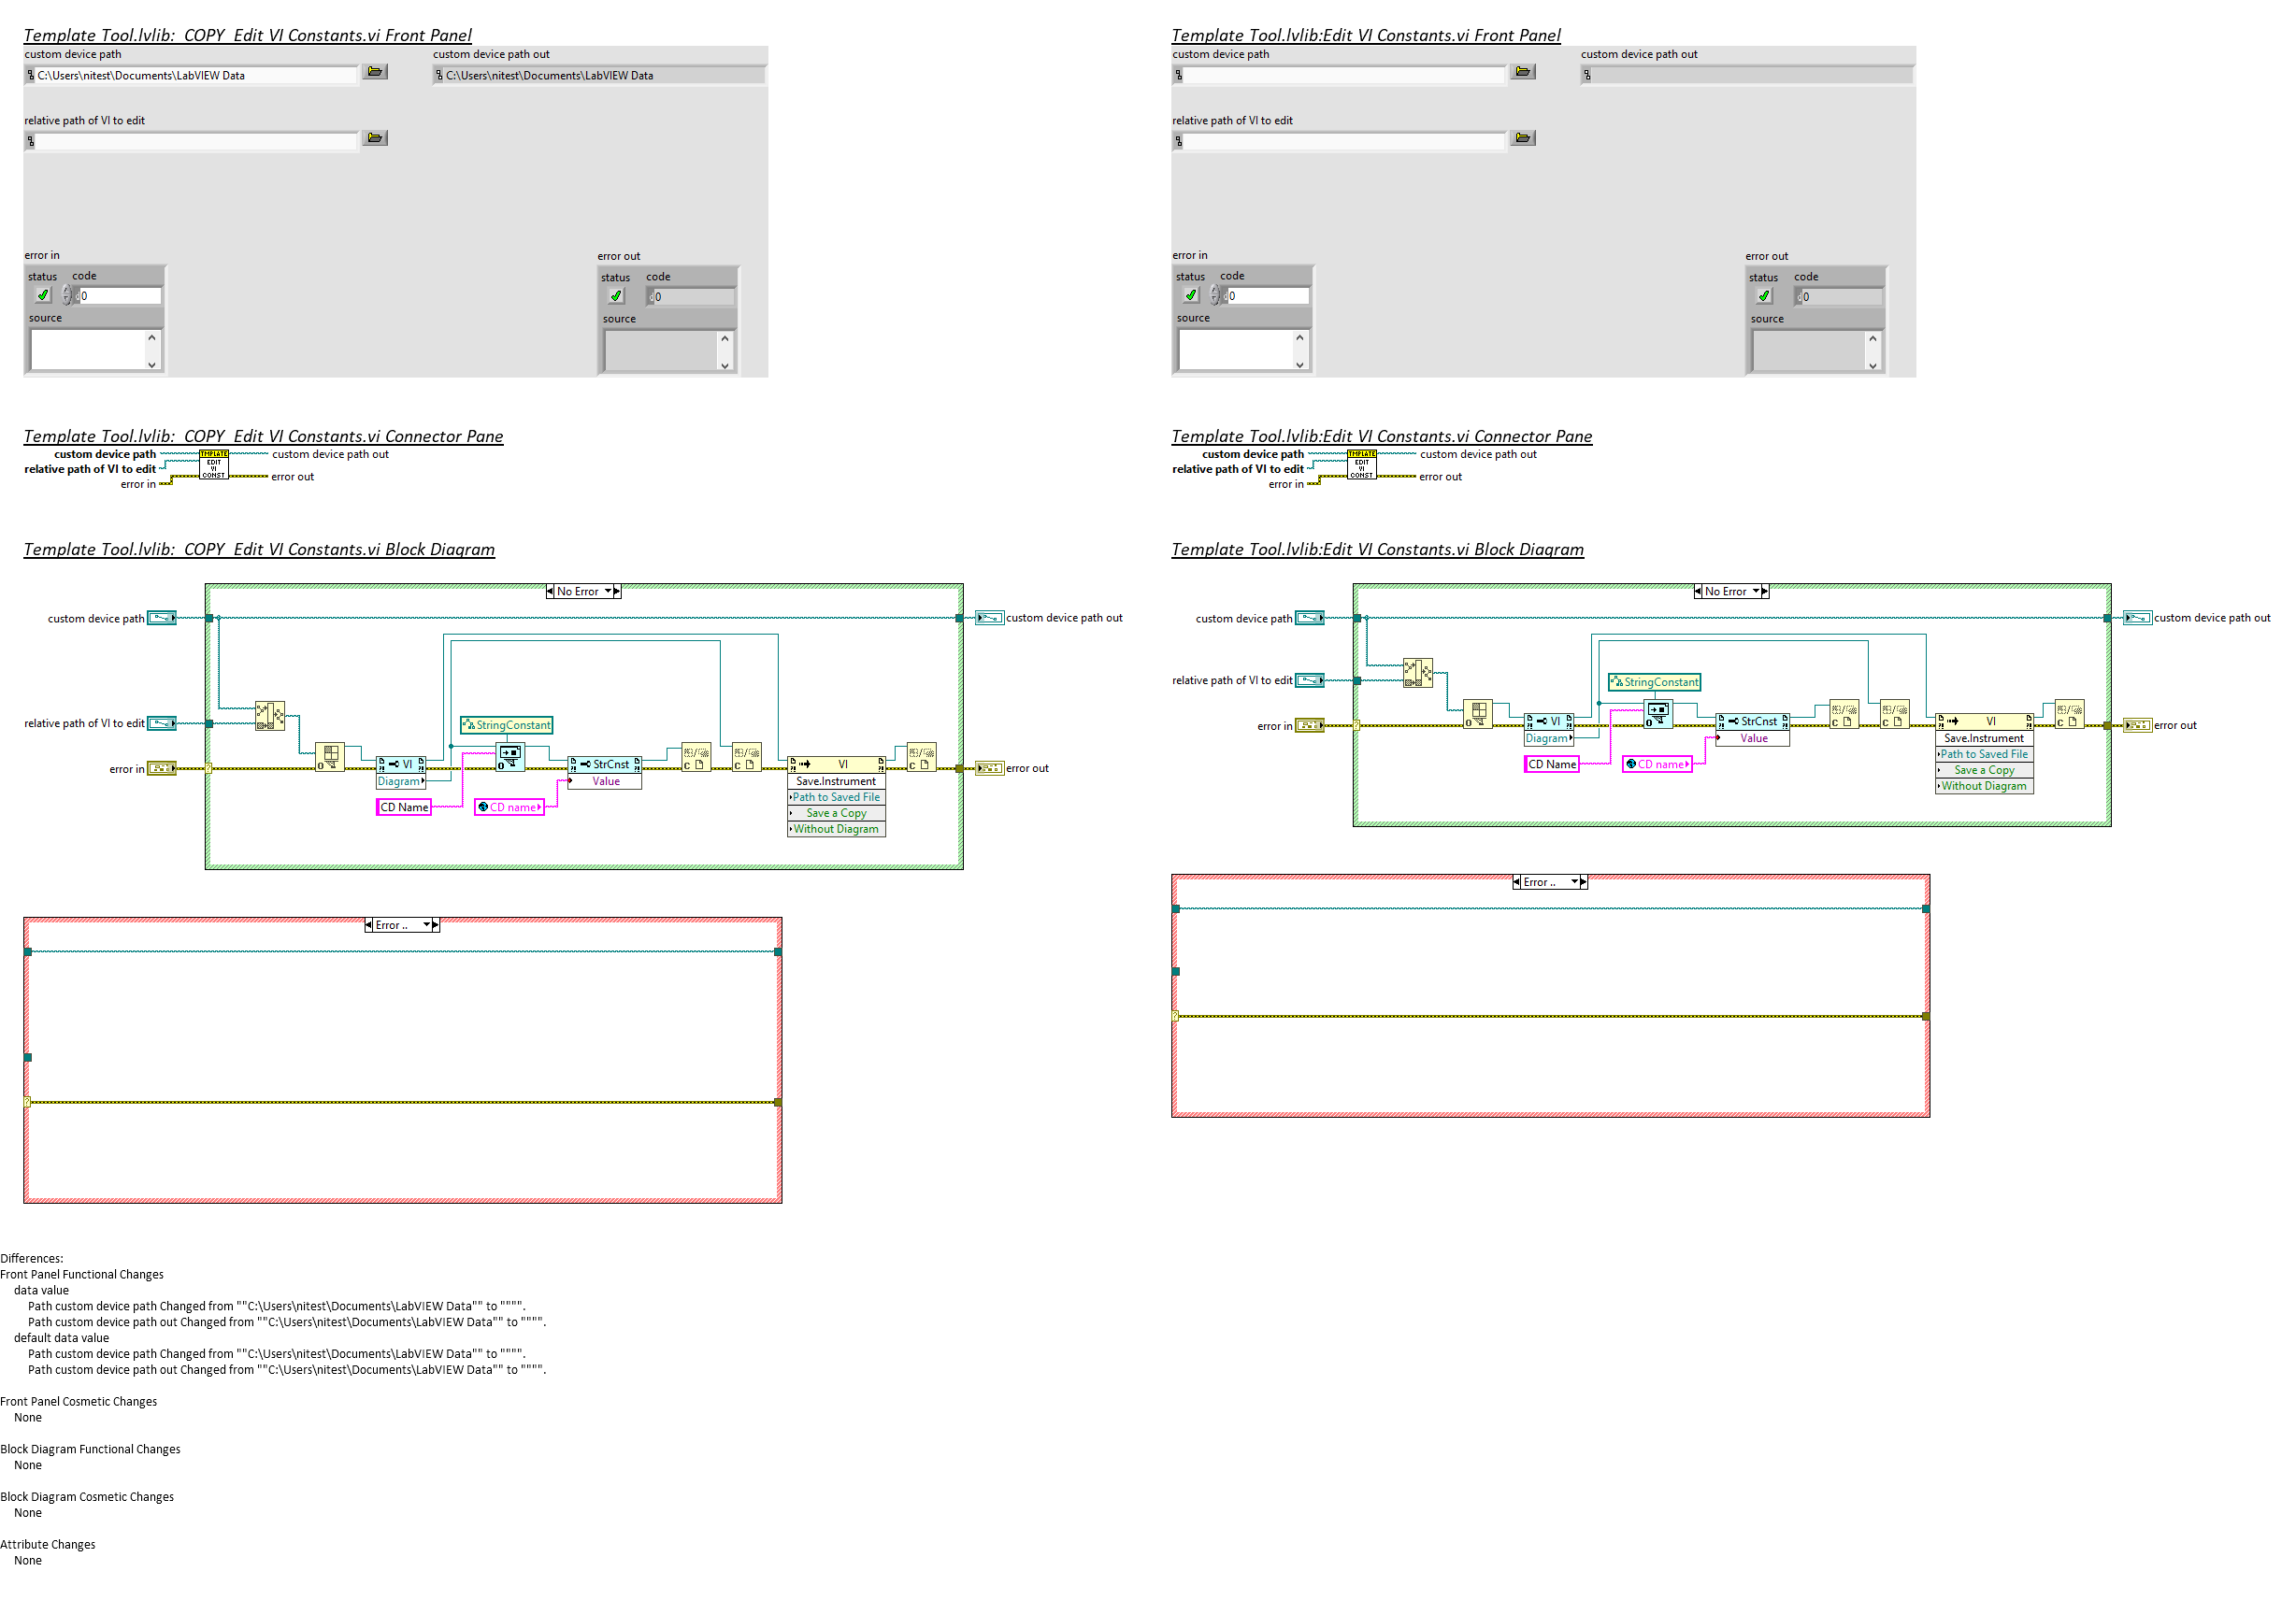 Template Tool.lvlib:  COPY  Edit VI Constants.vi Front Panel
custom device path
custom device path out
C:\Users\nitest\Documents\LabVIEW Data
C:\Users\nitest\Documents\LabVIEW Data
relative path of VI to edit
error in
error out
status code
0
source
status code
0
source
Template Tool.lvlib:  COPY  Edit VI Constants.vi Connector Pane
custom device path
TMPLATE
custom device path out
relative path of VI to edit
EDIT
VI
CONST
error in
error out
Template Tool.lvlib:  COPY  Edit VI Constants.vi Block Diagram
No Error
custom device path
custom device path out
relative path of VI to edit
StringConstant
error in
VI
Diagram
StrCnst
Value
VI
Save.Instrument
Path to Saved File
Save a Copy
Without Diagram
error out
CD Name
CD name
Error ..
Template Tool.lvlib:Edit VI Constants.vi Front Panel
custom device path
custom device path out
relative path of VI to edit
error in
error out
status code
0
source
status code
0
source
Template Tool.lvlib:Edit VI Constants.vi Connector Pane
custom device path
TMPLATE
custom device path out
relative path of VI to edit
EDIT
VI
CONST
error in
error out
Template Tool.lvlib:Edit VI Constants.vi Block Diagram
No Error
custom device path
custom device path out
relative path of VI to edit
StringConstant
error in
VI
Diagram
StrCnst
Value
VI
Save.Instrument
Path to Saved File
Save a Copy
Without Diagram
error out
CD Name
CD name
Error ..
Differences:
Front Panel Functional Changes
data value
Path custom device path Changed from ""C:\Users\nitest\Documents\LabVIEW Data"" to """".
Path custom device path out Changed from ""C:\Users\nitest\Documents\LabVIEW Data"" to """".
default data value
Path custom device path Changed from ""C:\Users\nitest\Documents\LabVIEW Data"" to """".
Path custom device path out Changed from ""C:\Users\nitest\Documents\LabVIEW Data"" to """".
Front Panel Cosmetic Changes
None
Block Diagram Functional Changes
None
Block Diagram Cosmetic Changes
None
Attribute Changes
None